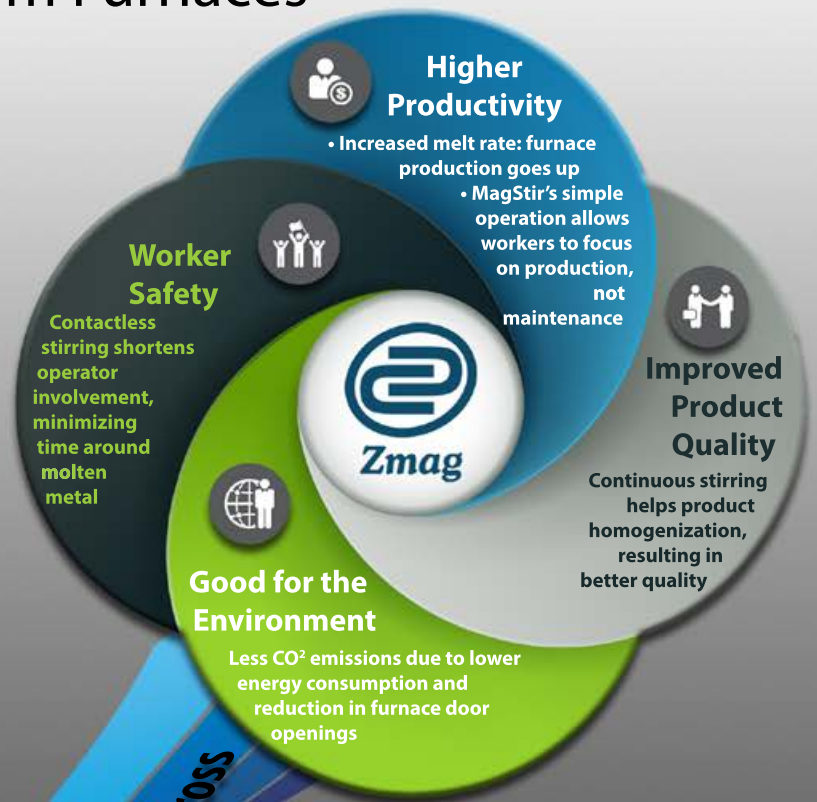 Furnaces
Higher
Productivity
• Increased melt rate: furnace
production goes up
• MagStir’s simple
operation allows
workers to focus
on production,
not
maintenance
Worker
Safety
Contactless
stirring shortens
operator
involvement,
minimizing
time around
molten
metal
Improved
Product
Quality
Continuous stirring
helps product
homogenization,
resulting in
better quality
Zmag
Good for the
Environment
Less CO² emissions due to lower
energy consumption and
reduction in furnace door
openings